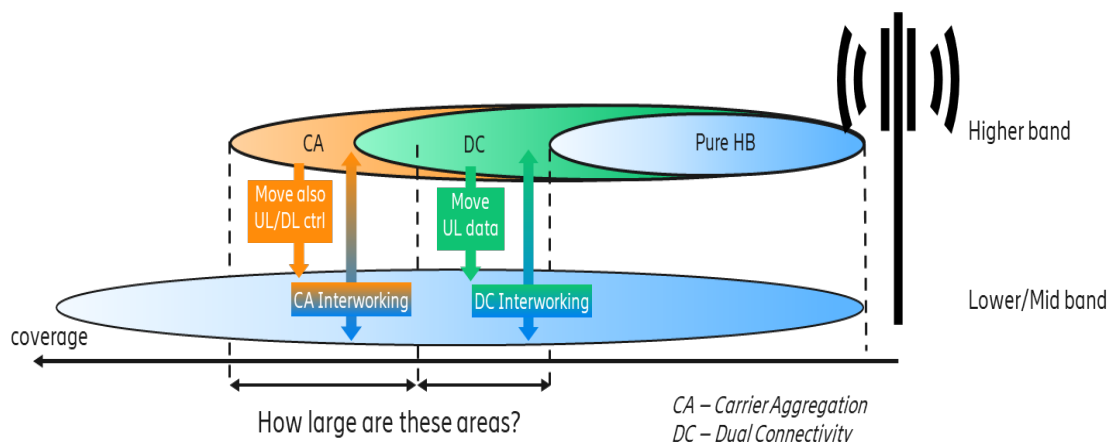 CA
DC
Pure HB
Higher band
Move also
UL/DL ctrl
Move
UL data
CA Interworking
DC Interworking
Lower/Mid band
coverage
How large are these areas?
CA – Carrier Aggregation
DC – Dual Connectivity